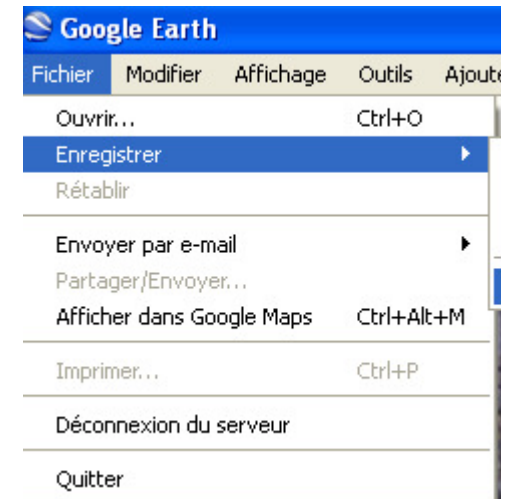 Google Earth
Fichier Modifier Affichage Outils Ajoute
Ouvrir... Ctrl+O
Enregistrer
Rétablir
Envoyer par e-mail
Partager/Envoyer...
Afficher dans Google Maps Ctrl+Alt+M
Imprimer... Ctrl+P
Déconnexion du serveur
Quitter